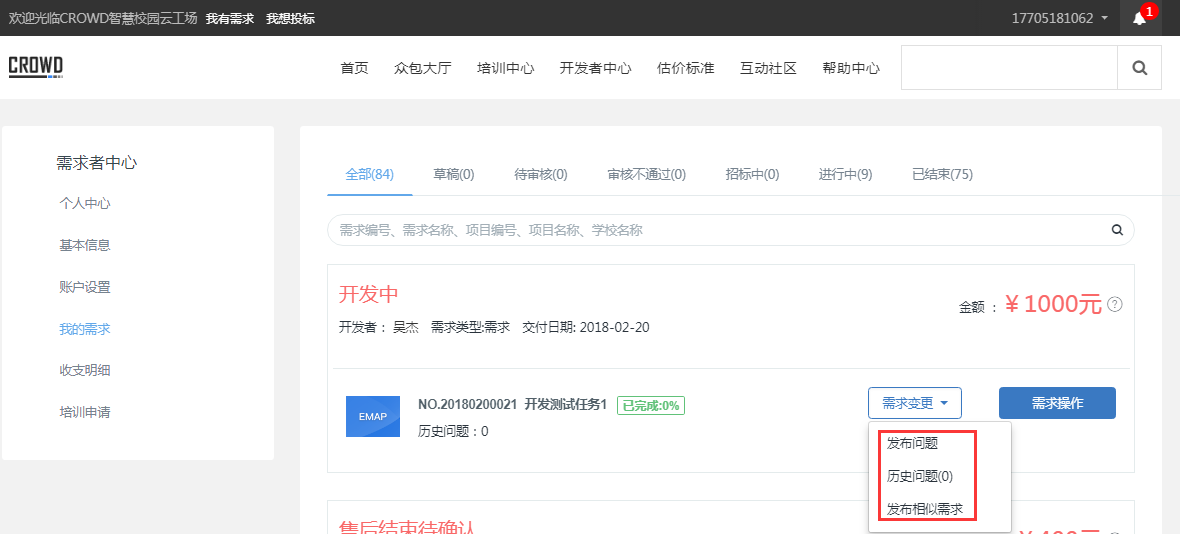 欢迎光临CROWD智慧校园云工场 我有需求 我想投标 17705181062 1
CROWD 首页 众包大厅 培训中心 开发者中心 估价标准 互动社区 帮助中心
需求者中心
个人中心
基本信息
账户设置
我的需求
收支明细
培训申请
全部(84) 草稿(0) 待审核(0) 审核不通过(0) 招标中(0) 进行中(9) 已结束(75)
需求编号、需求名称、项目编号、项目名称、学校名称
开发中
金额 : ¥1000元 ?
开发者: 吴杰 需求类型:需求 交付日期: 2018-02-20
EMAP NO.20180200021 开发测试任务1 已完成:0% 需求变更 需求操作
历史问题:0
发布问题
历史问题(0)
发布相似需求
售后结束待确认